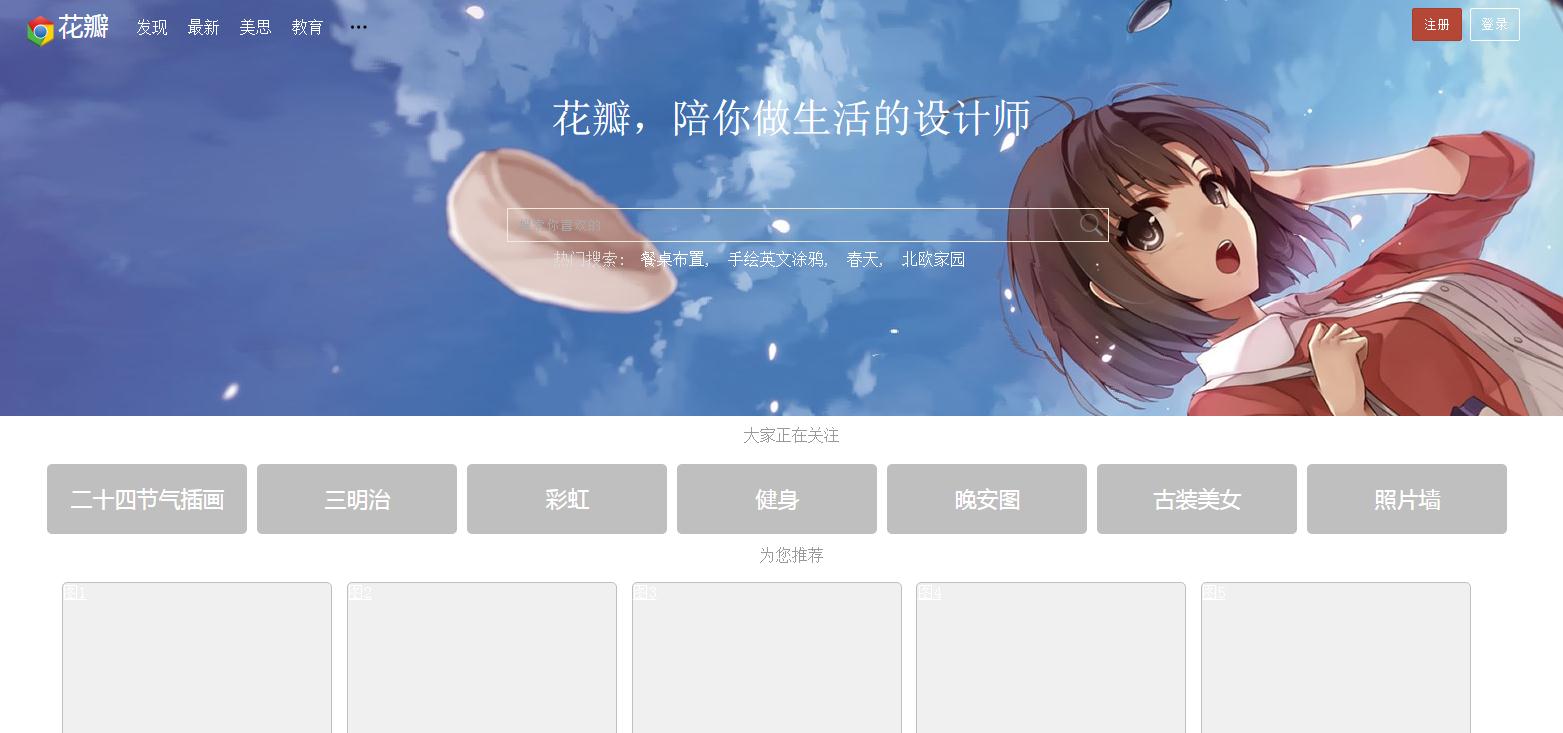 花瓣 发现 最新 美思 教育 ••• 注册 登录
花瓣，陪你做生活的设计师
搜索你喜欢的
热门搜索： 餐桌布置, 手绘英文涂鸦, 春天, 北欧家园
大家正在关注
二十四节气插画 三明治 彩虹 健身 晚安图 古装美女 照片墙
为您推荐
图1 图2 图3 图4 图5